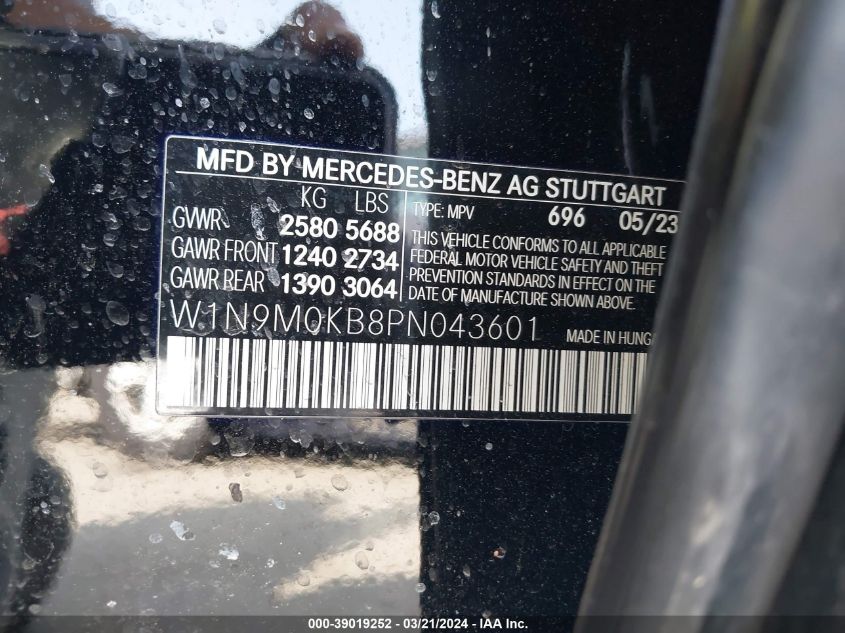 MFD BY MERCEDES-BENZ AG STUTTGART
KG LBS
GVWR 2580 5688
GAWR FRONT 1240 2734
GAWR REAR 1390 3064
TYPE: MPV 696 05/23
THIS VEHICLE CONFORMS TO ALL APPLICABLE
FEDERAL MOTOR VEHICLE SAFETY AND THEFT
PREVENTION STANDARDS IN EFFECT ON THE
DATE OF MANUFACTURE SHOWN ABOVE.
W1N9M0KB8PN043601 MADE IN HUNG
000-39019252 - 03/21/2024 - IAA Inc.